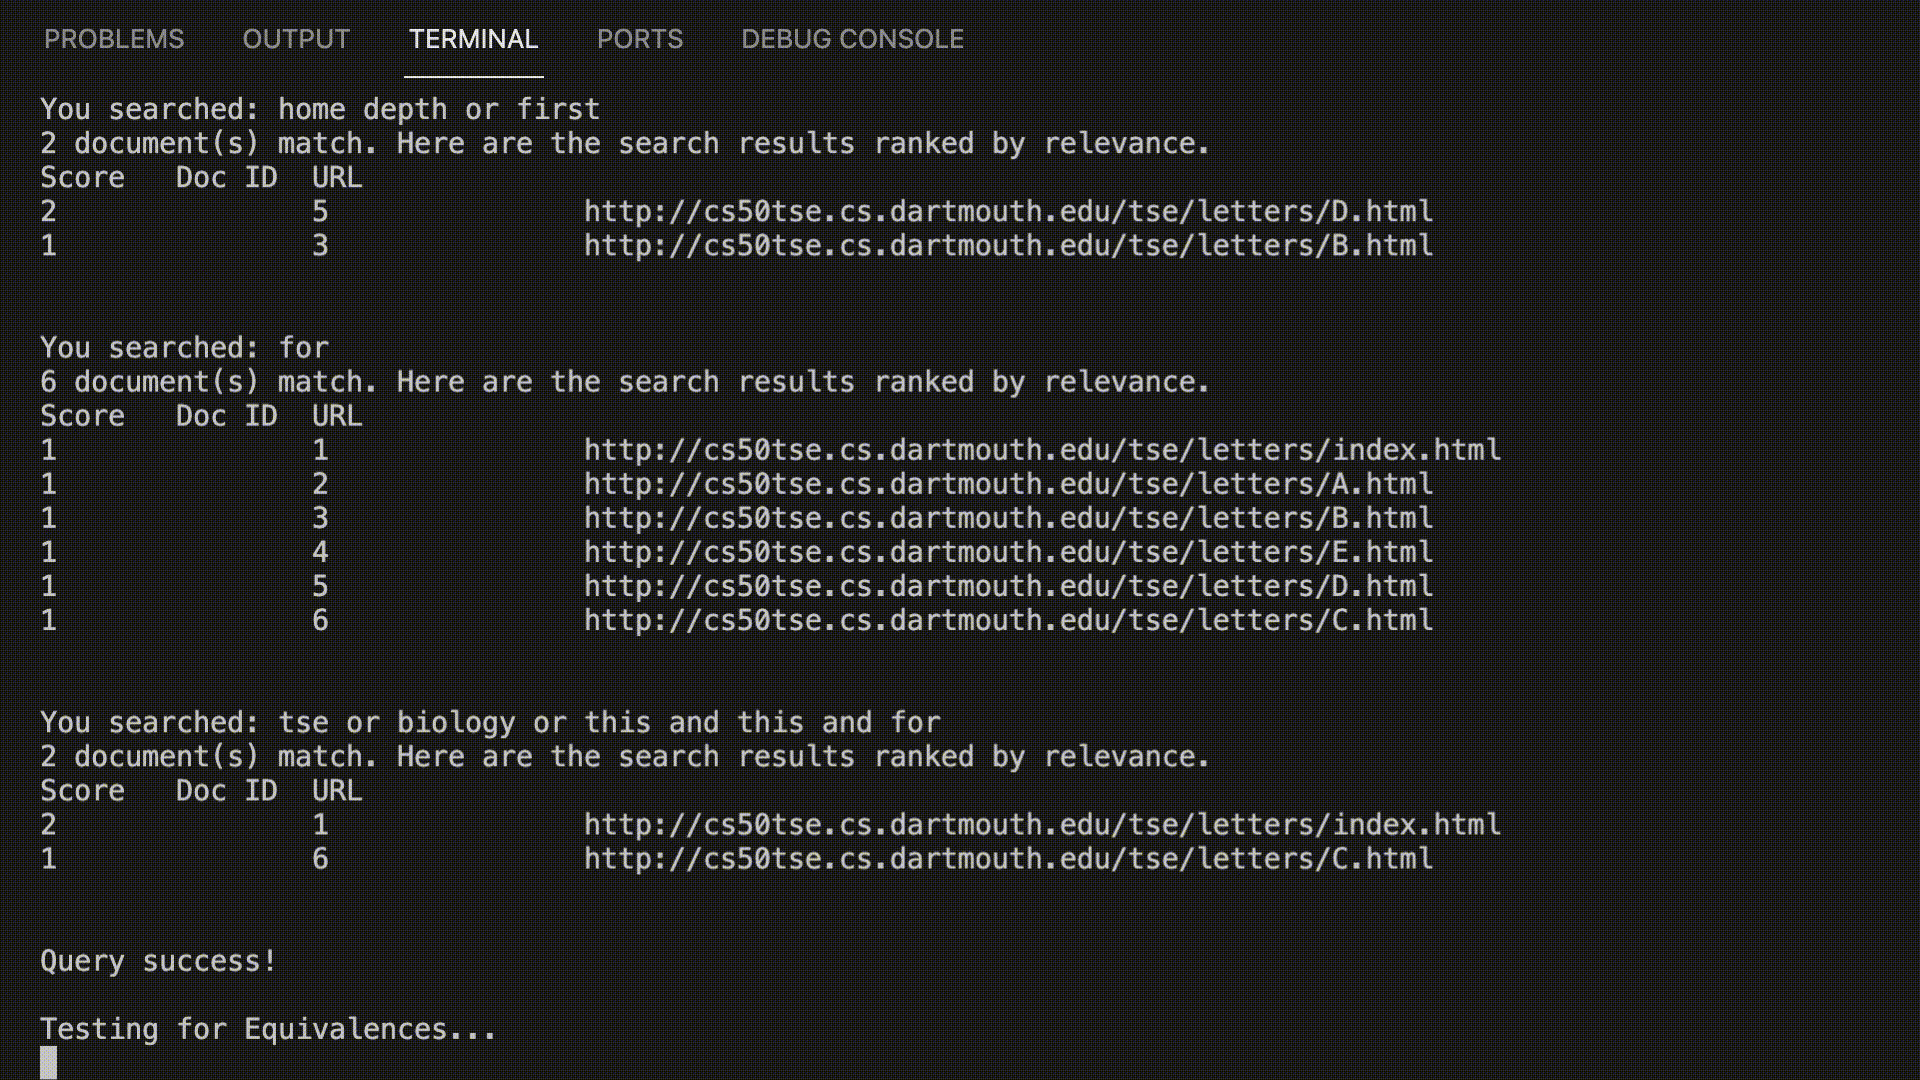 PROBLEMS OUTPUT TERMINAL PORTS DEBUG CONSOLE
You searched: home depth or first
2 document(s) match. Here are the search results ranked by relevance.
Score Doc ID URL
2 5 http://cs50tse.cs.dartmouth.edu/tse/letters/D.html
1 3 http://cs50tse.cs.dartmouth.edu/tse/letters/B.html
You searched: for
6 document(s) match. Here are the search results ranked by relevance.
Score Doc ID URL
1 1 http://cs50tse.cs.dartmouth.edu/tse/letters/index.html
1 2 http://cs50tse.cs.dartmouth.edu/tse/letters/A.html
1 3 http://cs50tse.cs.dartmouth.edu/tse/letters/B.html
1 4 http://cs50tse.cs.dartmouth.edu/tse/letters/E.html
1 5 http://cs50tse.cs.dartmouth.edu/tse/letters/D.html
1 6 http://cs50tse.cs.dartmouth.edu/tse/letters/C.html
You searched: tse or biology or this and this and for
2 document(s) match. Here are the search results ranked by relevance.
Score Doc ID URL
2 1 http://cs50tse.cs.dartmouth.edu/tse/letters/index.html
1 6 http://cs50tse.cs.dartmouth.edu/tse/letters/C.html
Query success!
Testing for Equivalences...